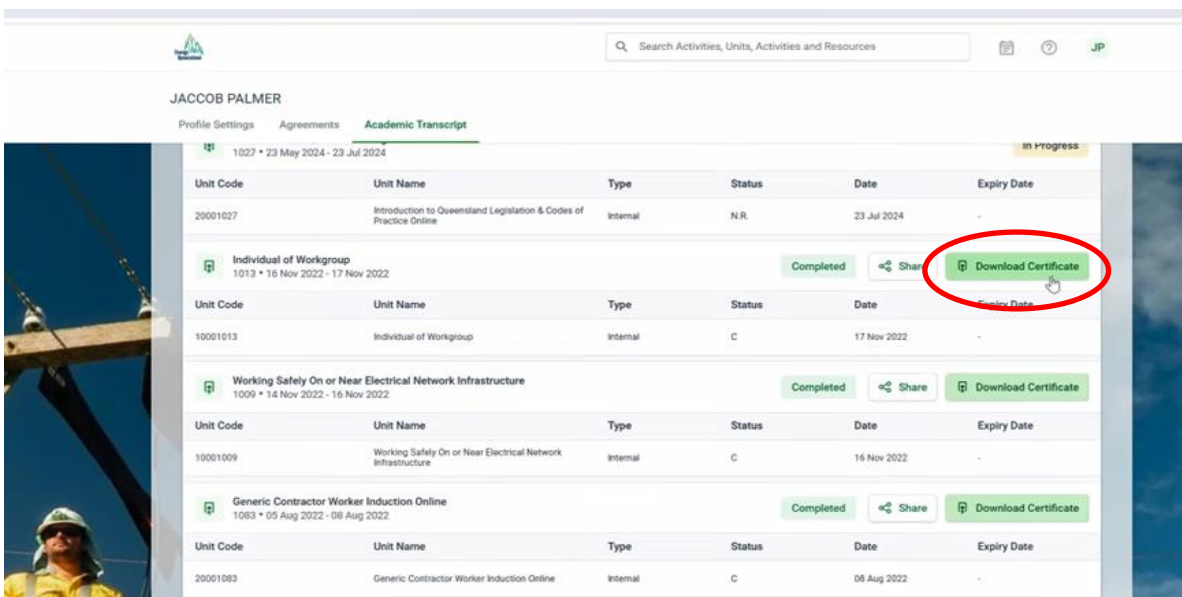 Energy
Queensland
Search Activities, Units, Activities and Resources
JP
JACCOB PALMER
Profile Settings Agreements Academic Transcript
1027 • 23 May 2024 - 23 Jul 2024 In Progress
Unit Code Unit Name Type Status Date Expiry Date
20001027 Introduction to Queensland Legislation & Codes of Internal N.R. 23 Jul 2024 -
Practice Online
Individual of Workgroup
1013 • 16 Nov 2022 - 17 Nov 2022 Completed Share Download Certificate
Unit Code Unit Name Type Status Date Expiry Date
10001013 Individual of Workgroup Internal C 17 Nov 2022 -
Working Safely On or Near Electrical Network Infrastructure
1009 • 14 Nov 2022 - 16 Nov 2022 Completed Share Download Certificate
Unit Code Unit Name Type Status Date Expiry Date
10001009 Working Safely On or Near Electrical Network Internal C 16 Nov 2022 -
Infrastructure
Generic Contractor Worker Induction Online
1083 • 05 Aug 2022 - 08 Aug 2022 Completed Share Download Certificate
Unit Code Unit Name Type Status Date Expiry Date
20001083 Generic Contractor Worker Induction Online Internal C 08 Aug 2022 -